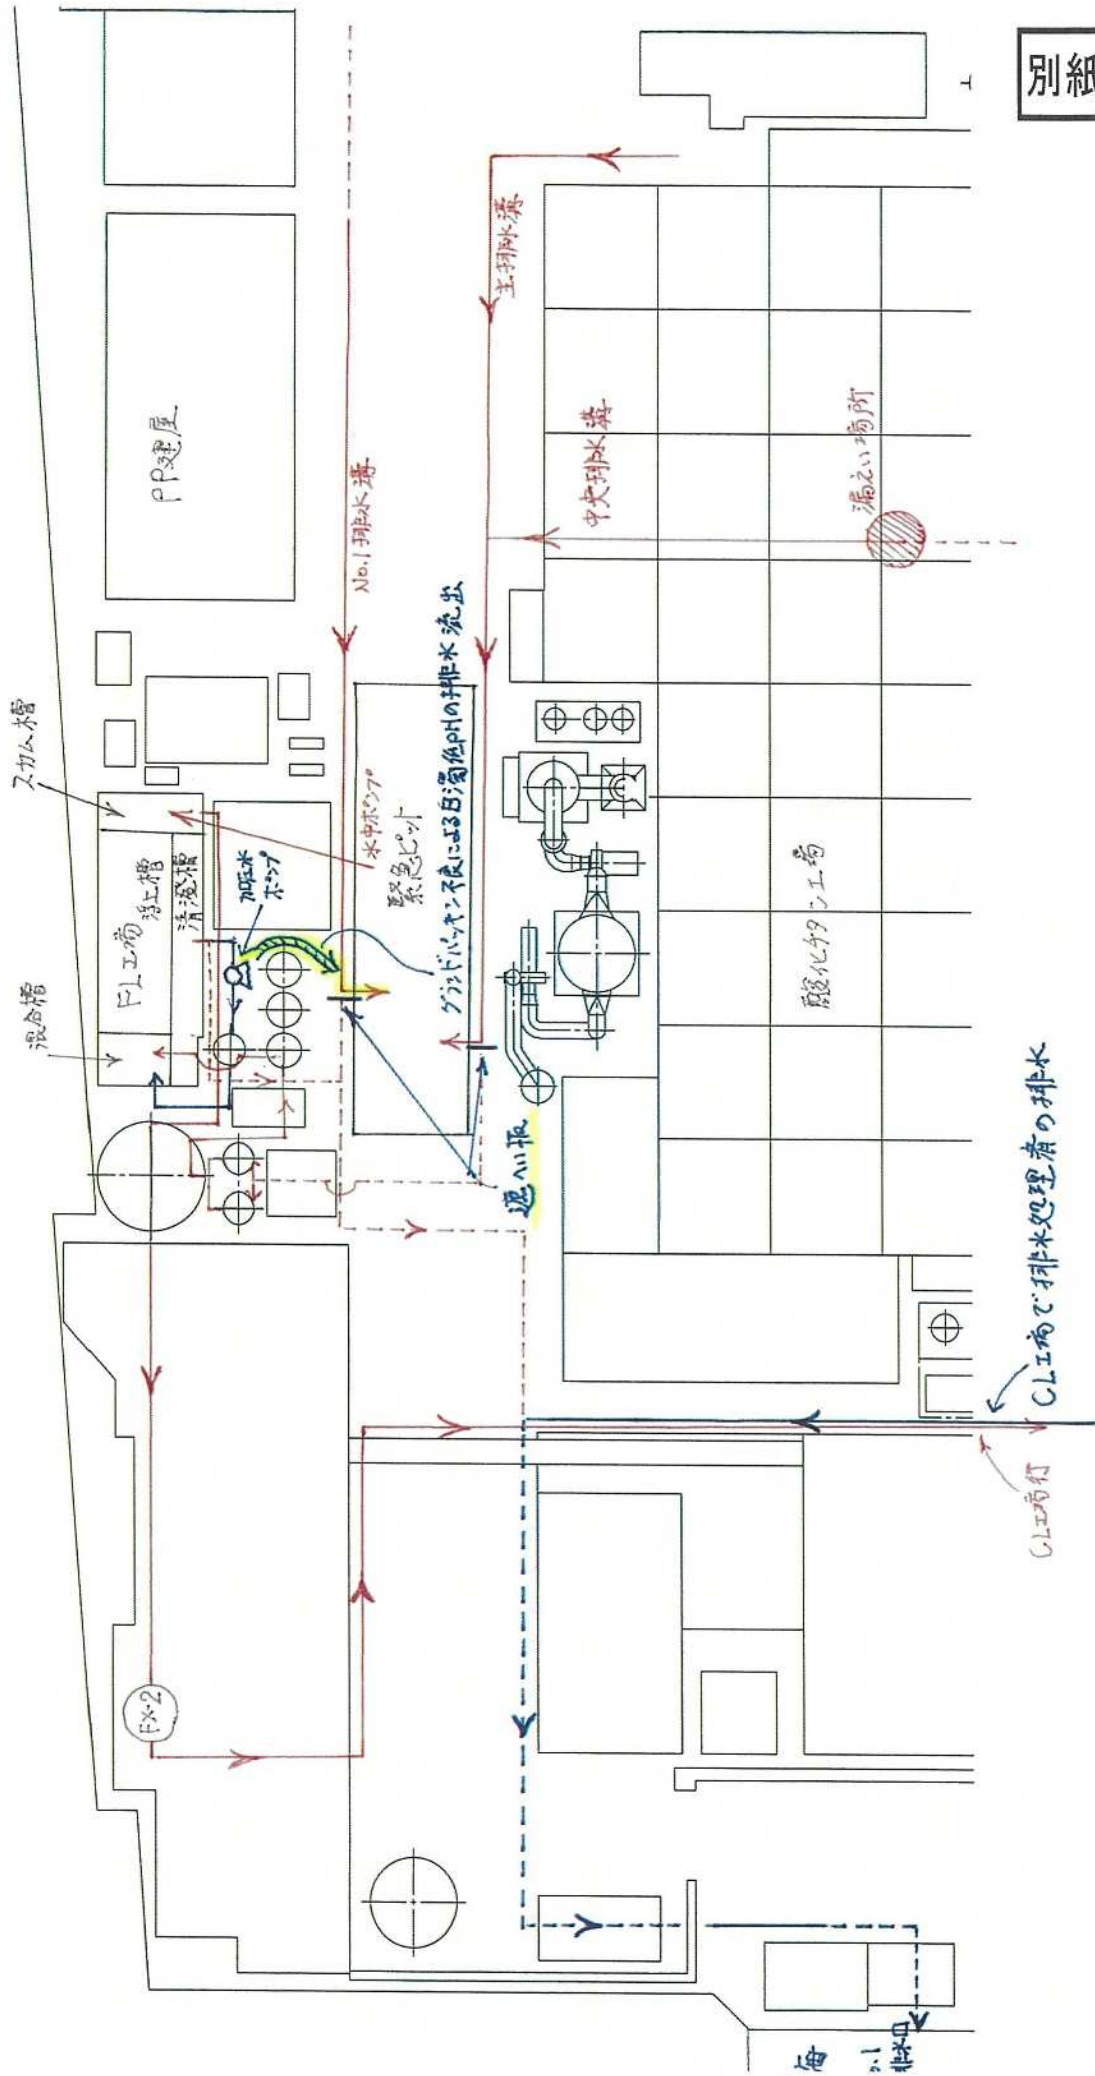 別紙
スカム槽
混合槽
FL工場
浮上槽
清澄槽
加圧水
ポンプ
PP建屋
No.1排水溝
主排水溝
中央排水溝
漏えい場所
水中ポンプ
緊急ピット
グランドパッキン不良による白濁低pHの排水流出
遮へい板
酸化チタン工場
CL工場で排水処理済の排水
CL工場行
FX-2
海
排水口